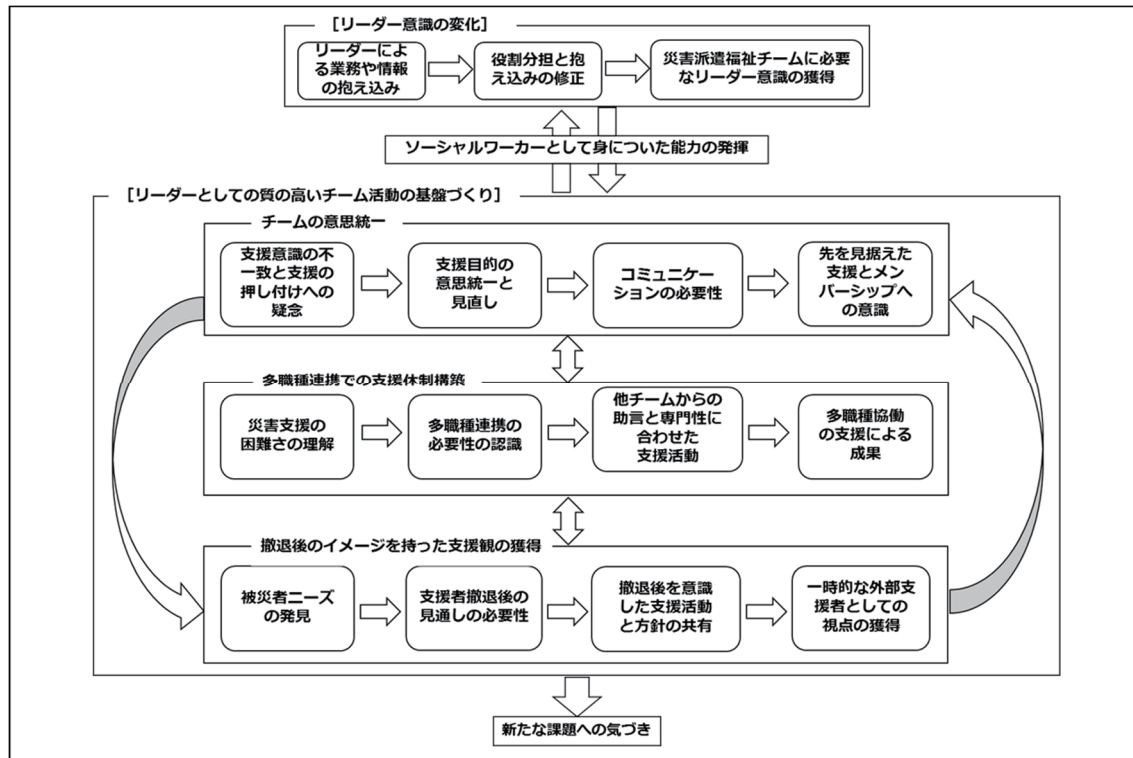 ［リーダー意識の変化］
リーダーによ
る業務や情報
の抱え込み
役割分担と抱
え込みの修正
災害派遣福祉チームに必要
なリーダー意識の獲得
ソーシャルワーカーとして身についた能力の発揮
［リーダーとしての質の高いチーム活動の基盤づくり］
チームの意思統一
支援意識の不
一致と支援の
押し付けへの
疑念
支援目的の
意思統一と
見直し
コミュニケー
ションの必要性
先を見据えた
支援とメン
バーシップへ
の意識
多職種連携での支援体制構築
災害支援の
困難さの理解
多職種連携の
必要性の認識
他チームからの
助言と専門性に
合わせた
支援活動
多職種協働
の支援による
成果
撤退後のイメージを持った支援観の獲得
被災者ニーズ
の発見
支援者撤退後の
見通しの必要性
撤退後を意識
した支援活動
と方針の共有
一時的な外部支
援者としての
視点の獲得
新たな課題への気づき